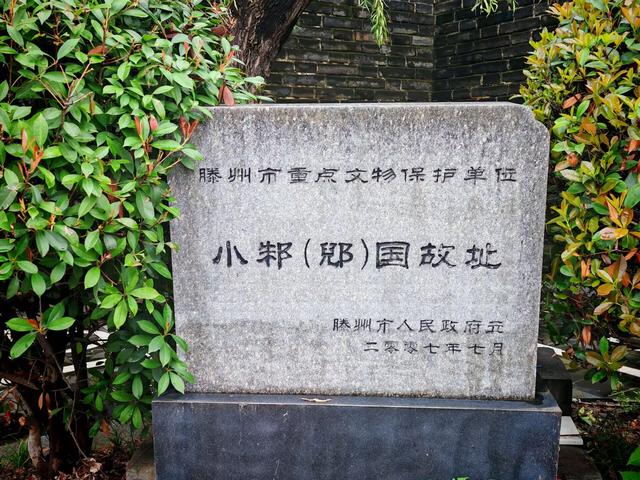 滕州市重点文物保护单位
小邾(郳)国故址
滕州市人民政府立
二零零七年七月